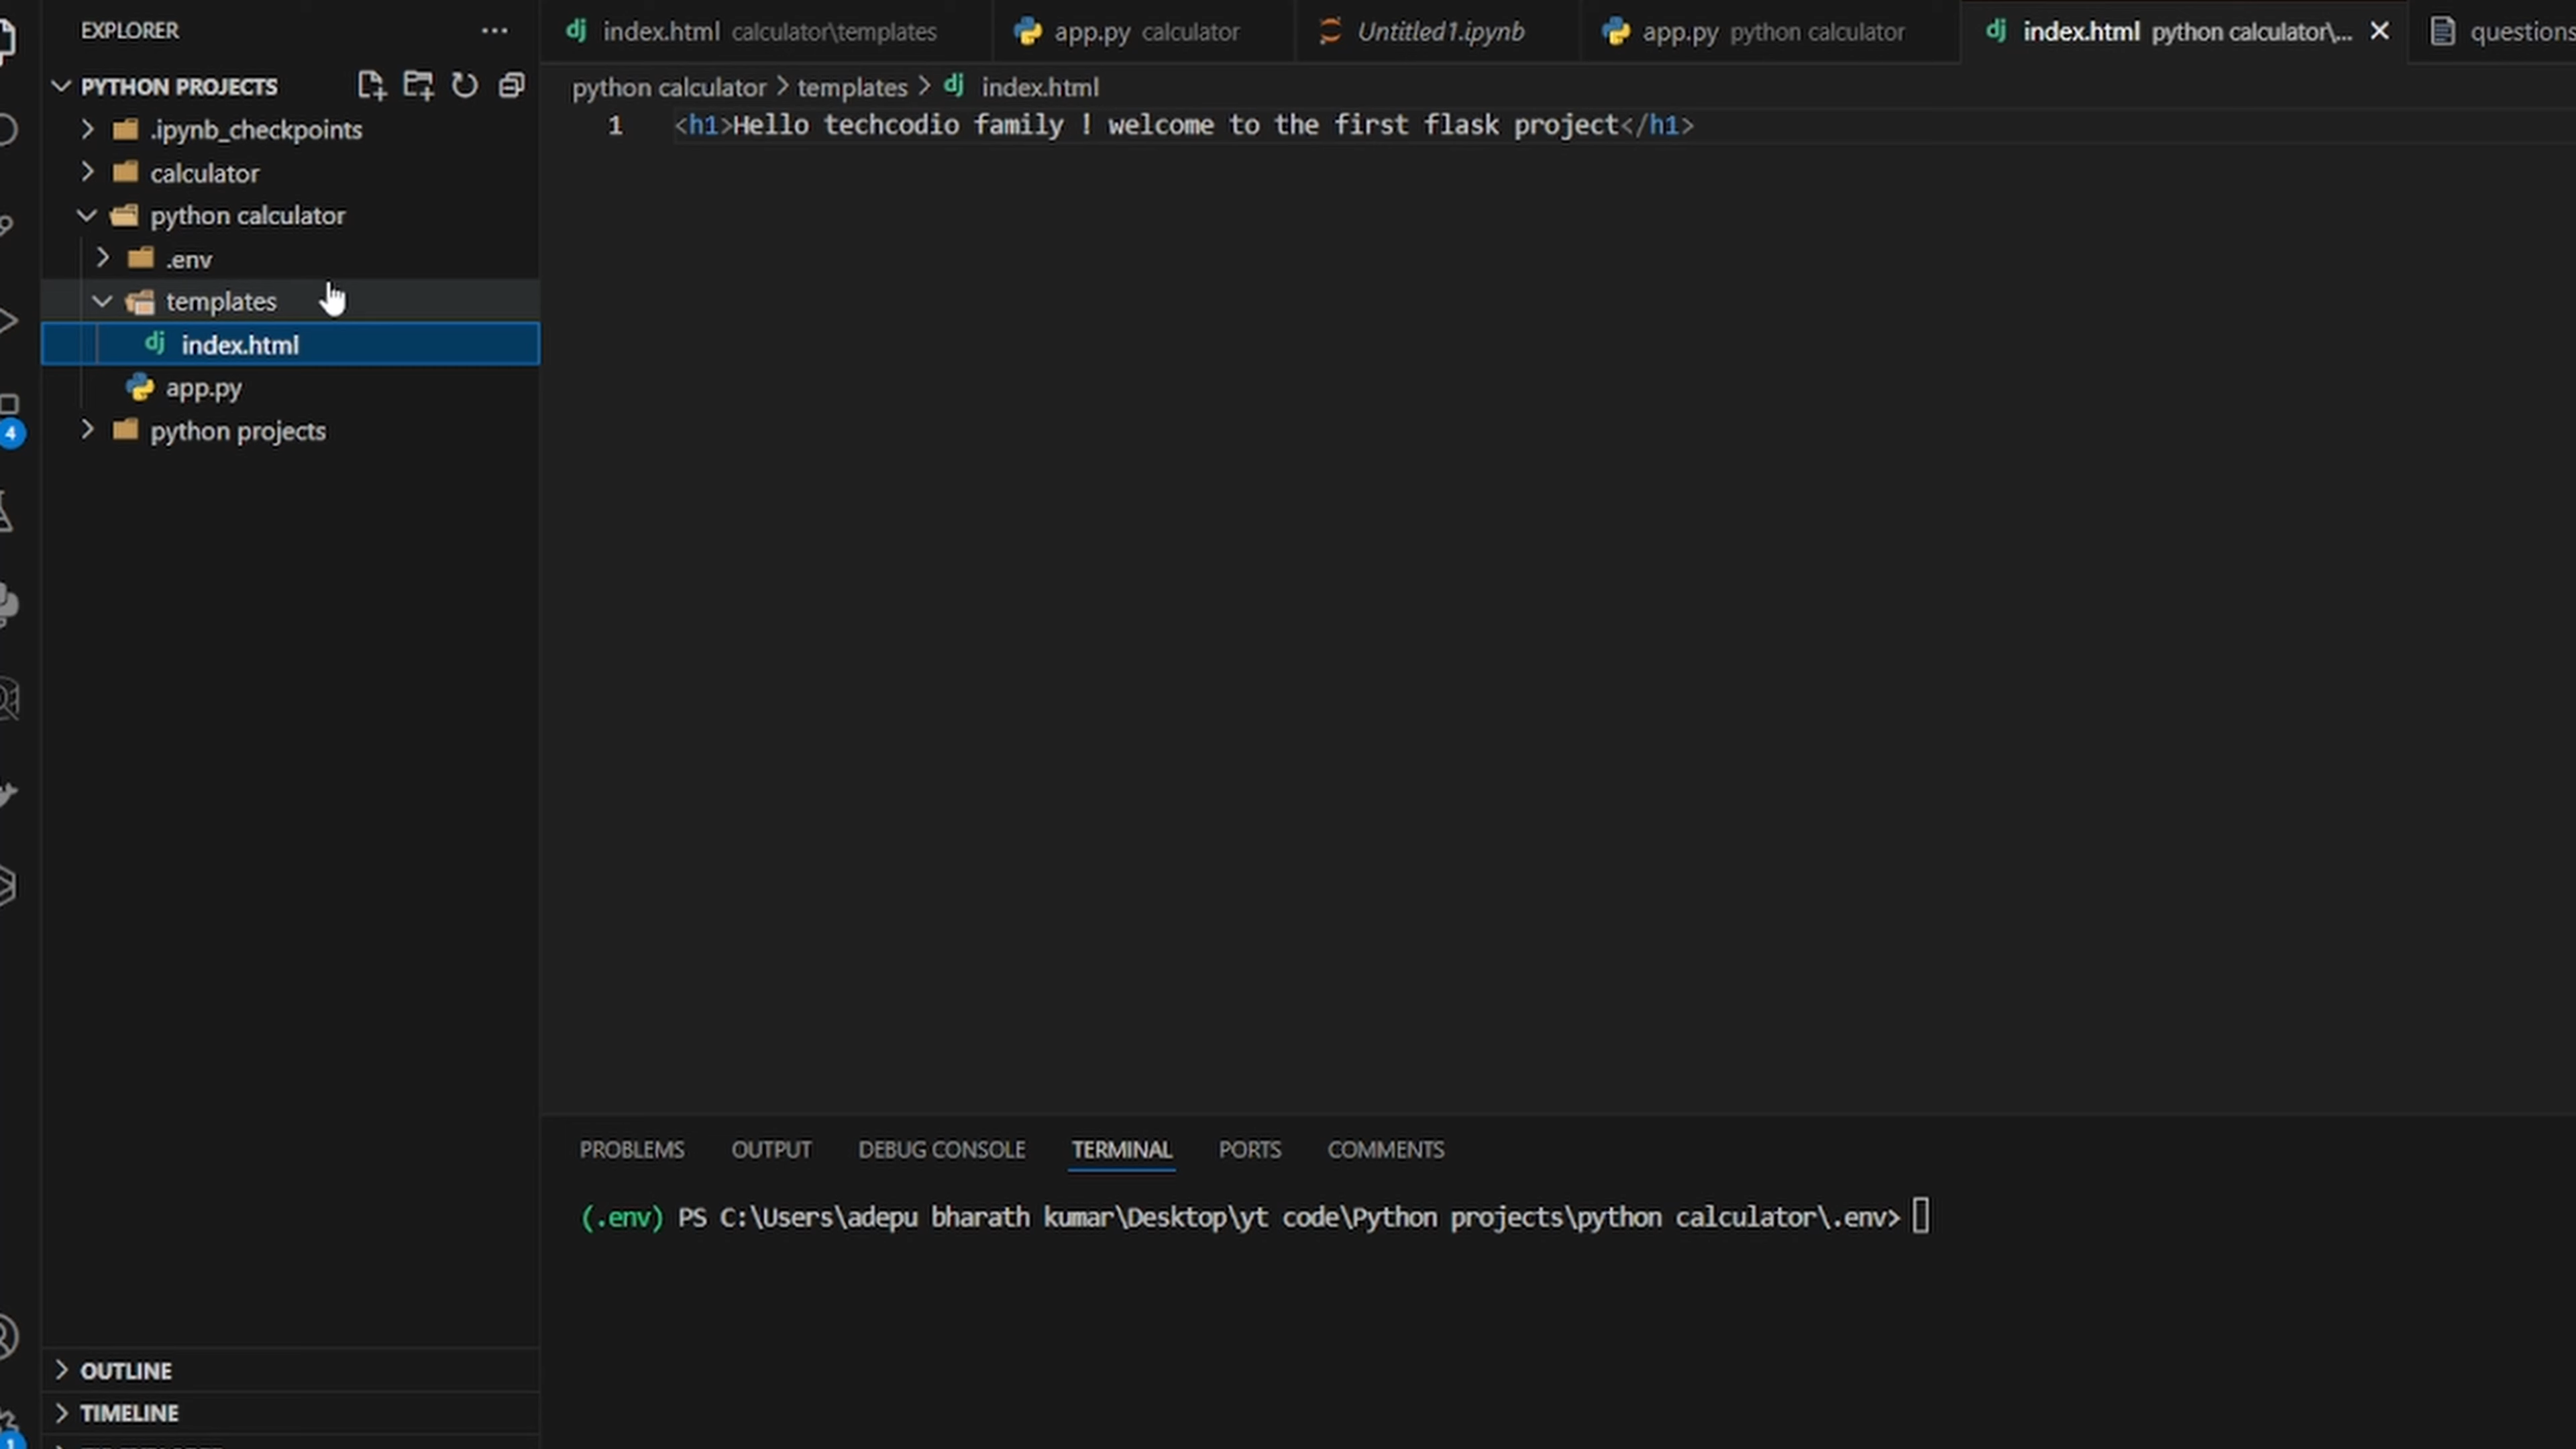 EXPLORER
PYTHON PROJECTS
.ipynb_checkpoints
calculator
python calculator
.env
templates
index.html
app.py
python projects
OUTLINE
TIMELINE
4
1
index.html calculator\templates
app.py calculator
Untitled1.ipynb
app.py python calculator
index.html python calculator\...
questions
python calculator > templates > index.html
1 <h1>Hello techcodio family ! welcome to the first flask project</h1>
PROBLEMS OUTPUT DEBUG CONSOLE TERMINAL PORTS COMMENTS
(.env) PS C:\Users\adepu bharath kumar\Desktop\yt code\Python projects\python calculator\.env>